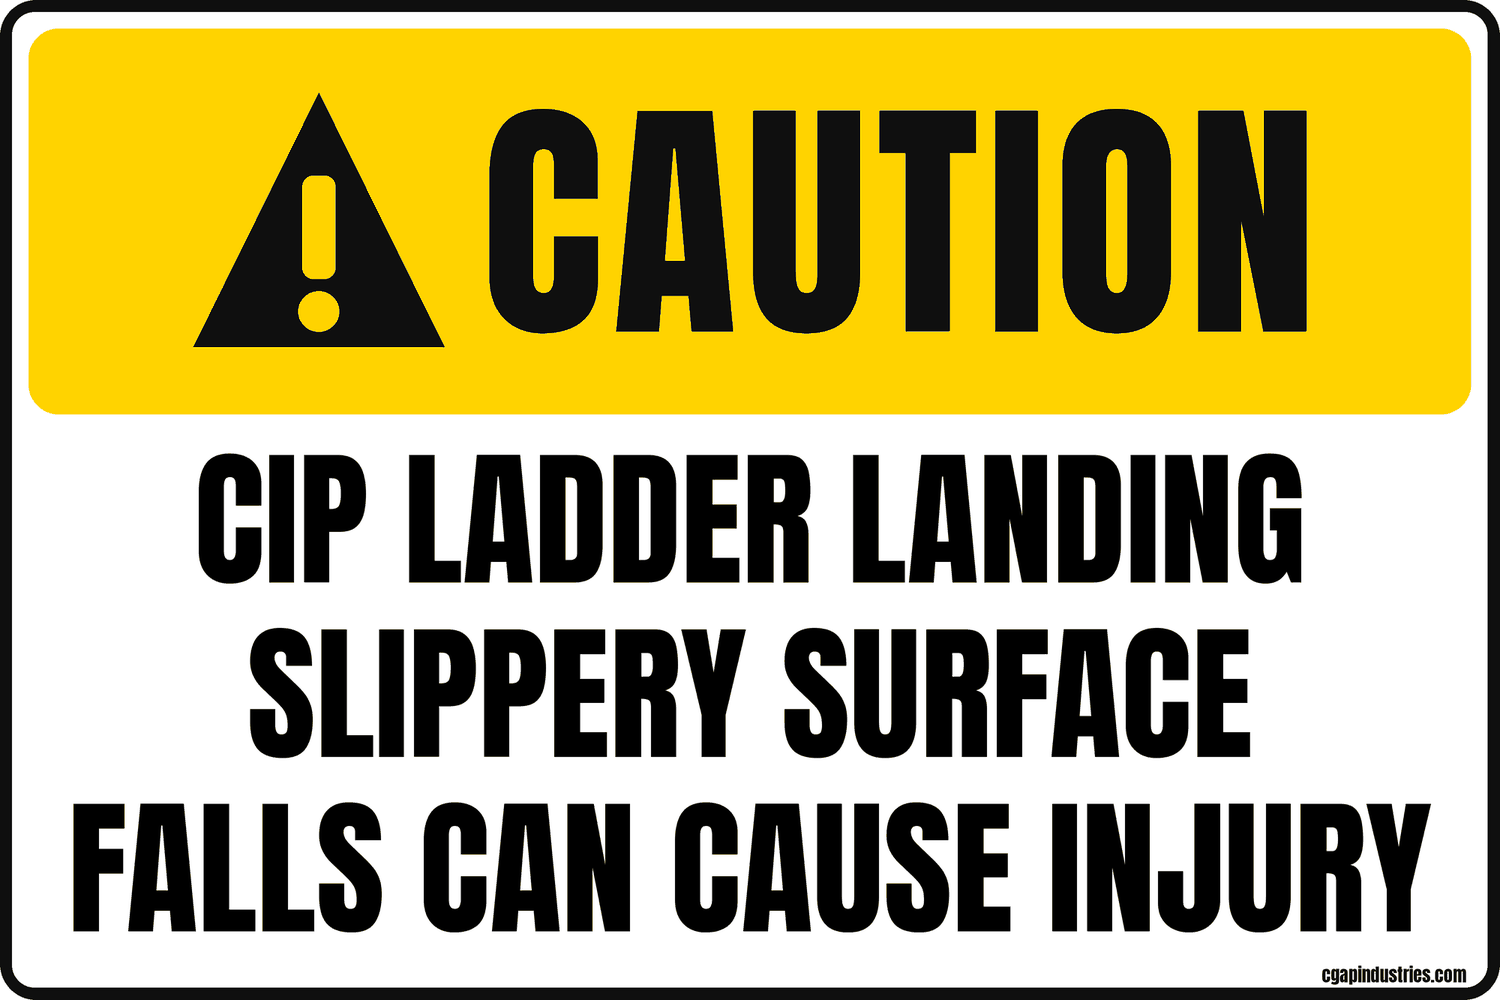 CAUTION
CIP LADDER LANDING
SLIPPERY SURFACE
FALLS CAN CAUSE INJURY
cgapindustries.com